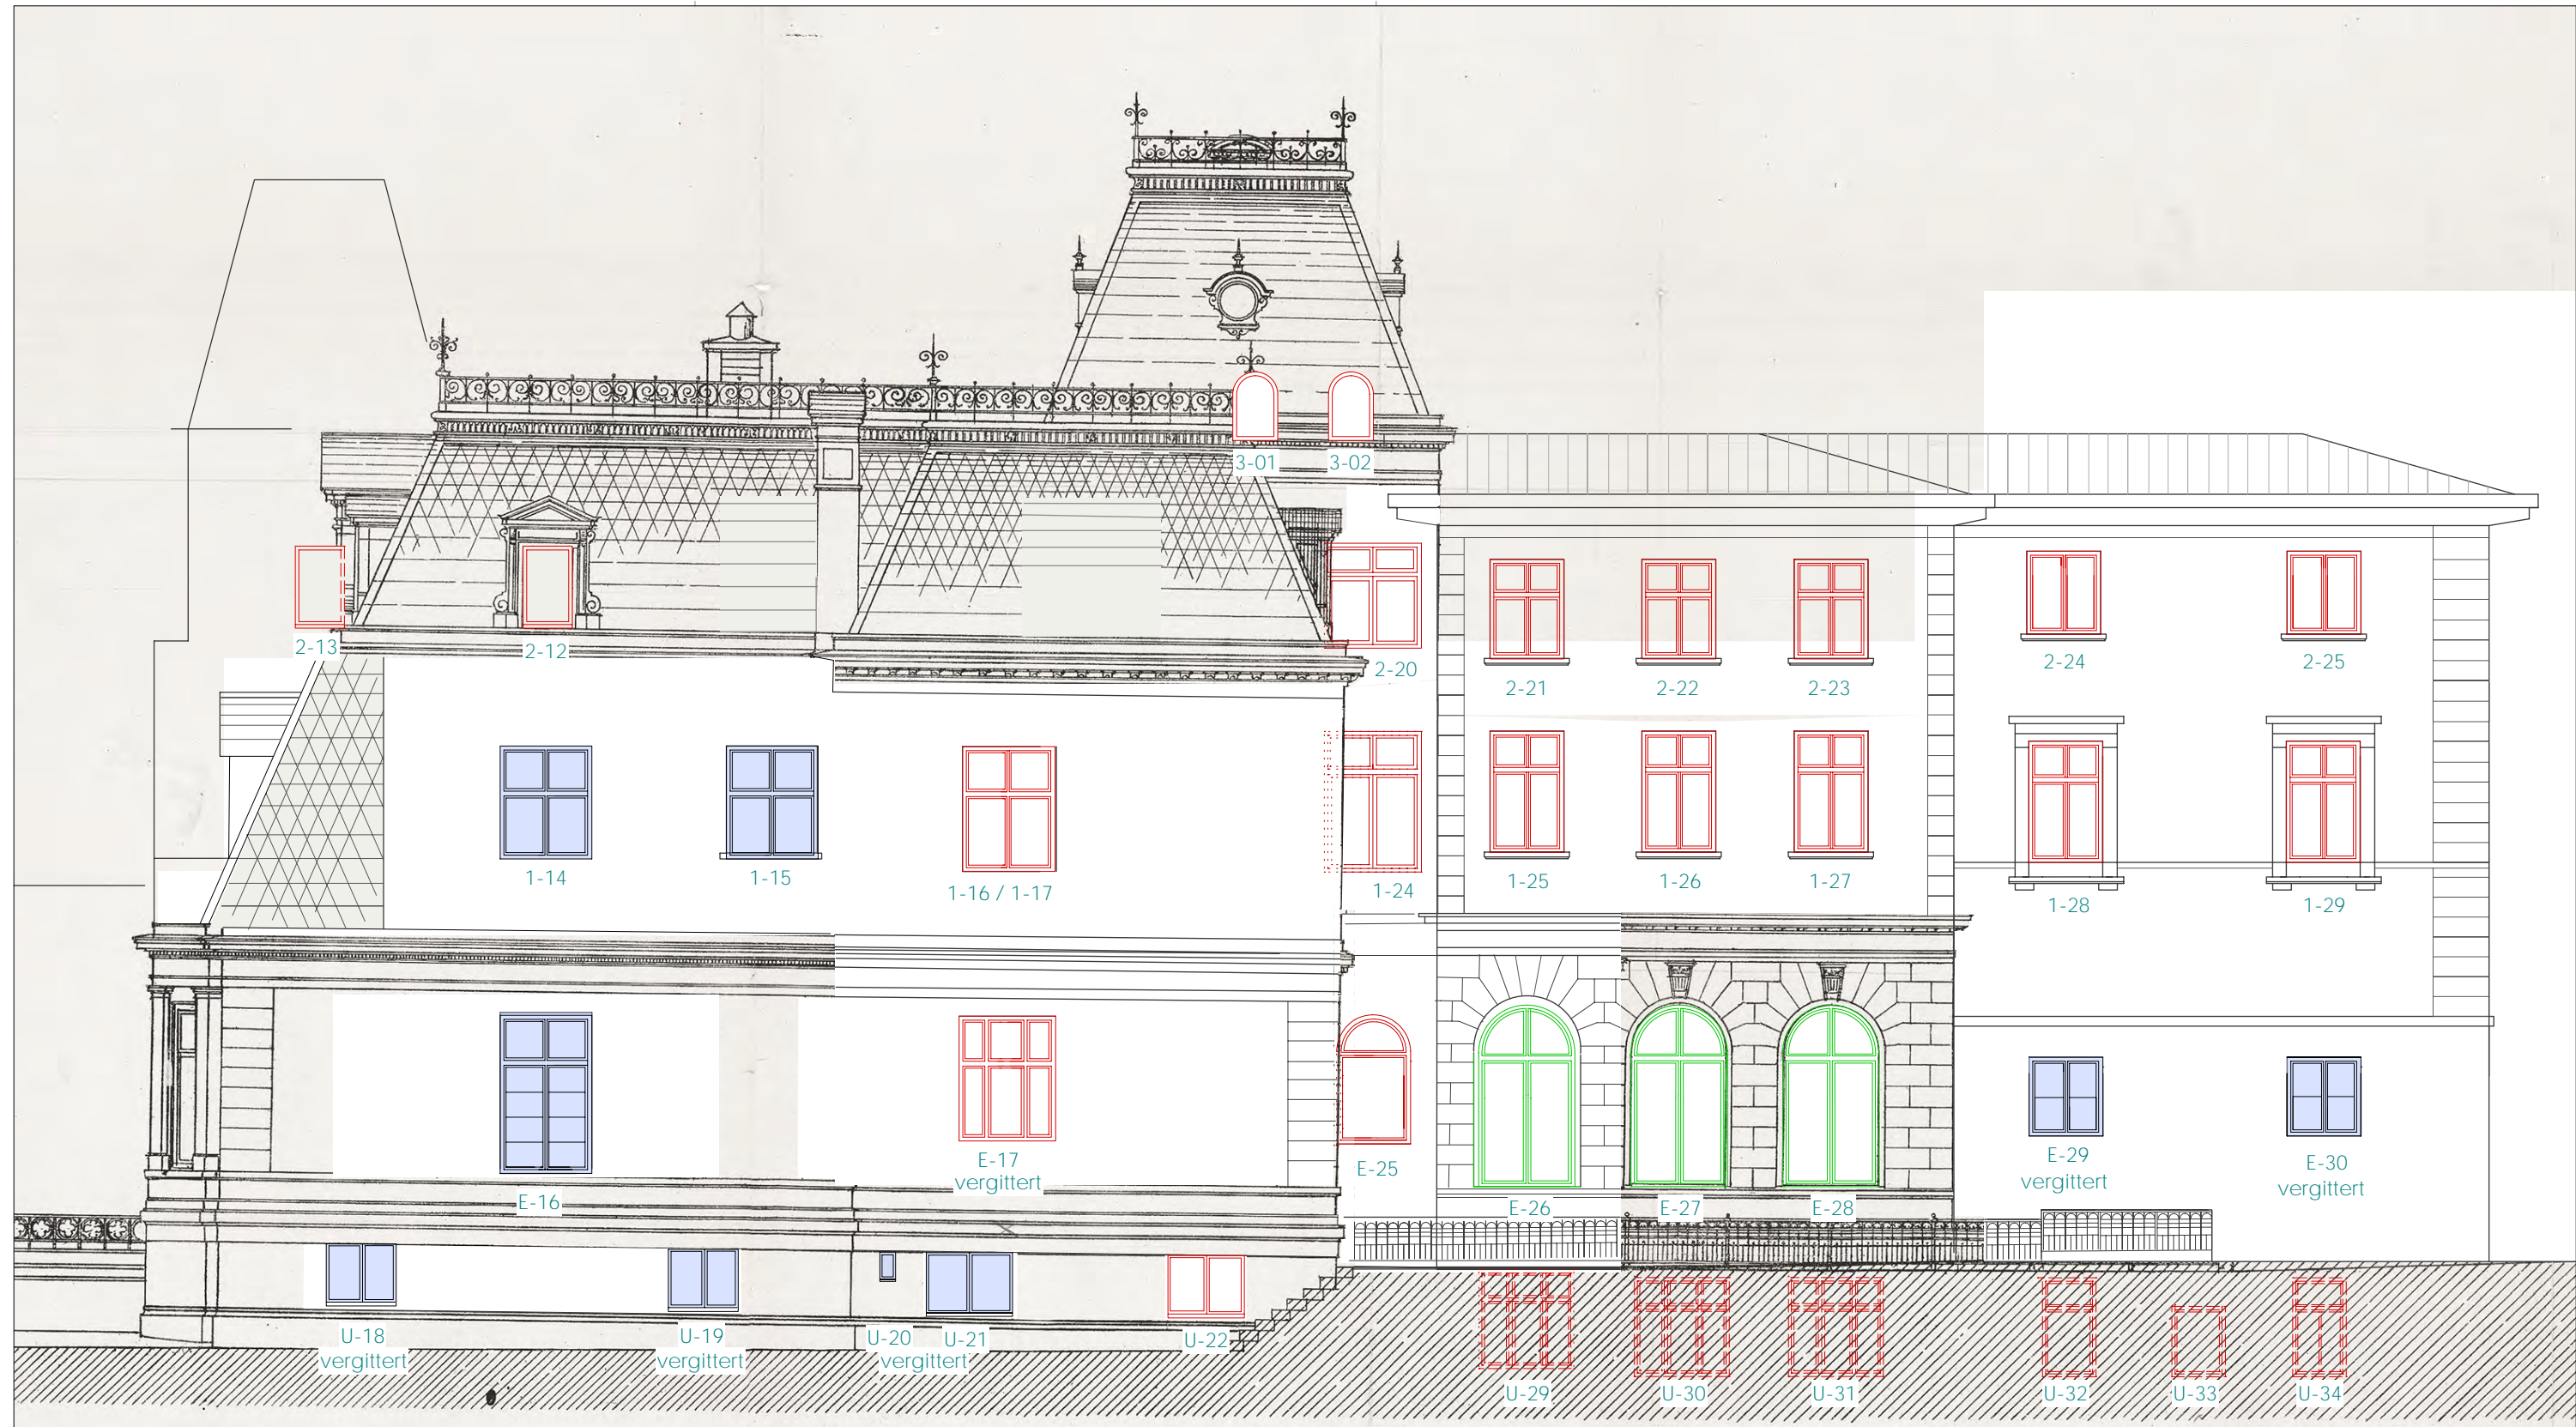 3-01 3-02
2-13 2-12 2-20 2-21 2-22 2-23 2-24 2-25
1-14 1-15 1-16 / 1-17 1-24 1-25 1-26 1-27 1-28 1-29
E-16 E-17 E-25 E-26 E-27 E-28 E-29 E-30
vergittert vergittert vergittert
U-18 U-19 U-20 U-21 U-22
vergittert vergittert vergittert
U-29 U-30 U-31 U-32 U-33 U-34